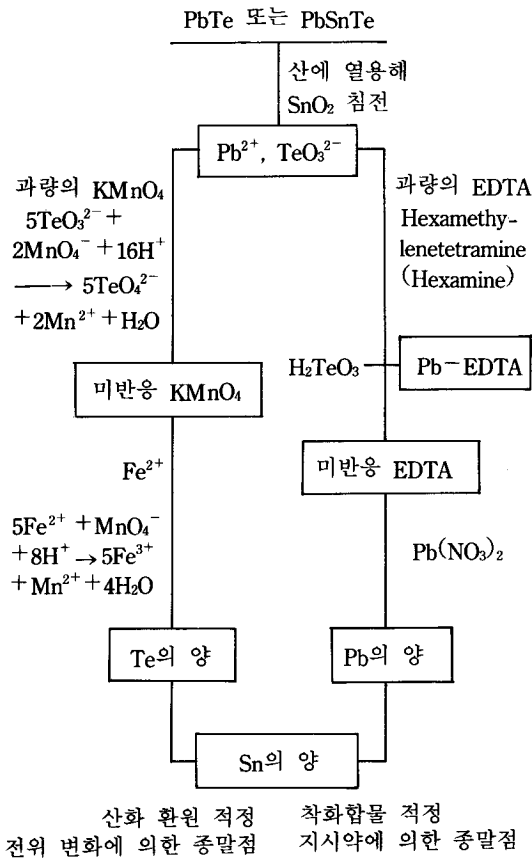 PbTe 또는 PbSnTe
산에 열용해
SnO₂ 침전
Pb²⁺, TeO₃²⁻
과량의 KMnO₄
5TeO₃²⁻ +
2MnO₄⁻ +16H⁺
⟶ 5TeO₄²⁻
+2Mn²⁺ +H₂O
과량의 EDTA
Hexamethy-
lenetetramine
(Hexamine)
H₂TeO₃
Pb-EDTA
미반응 KMnO₄
미반응 EDTA
Fe²⁺
5Fe²⁺ +MnO₄⁻
+8H⁺ →5Fe³⁺
+Mn²⁺ +4H₂O
Pb(NO₃)₂
Te의 양
Pb의 양
Sn의 양
산화 환원 적정
전위 변화에 의한 종말점
착화합물 적정
지시약에 의한 종말점